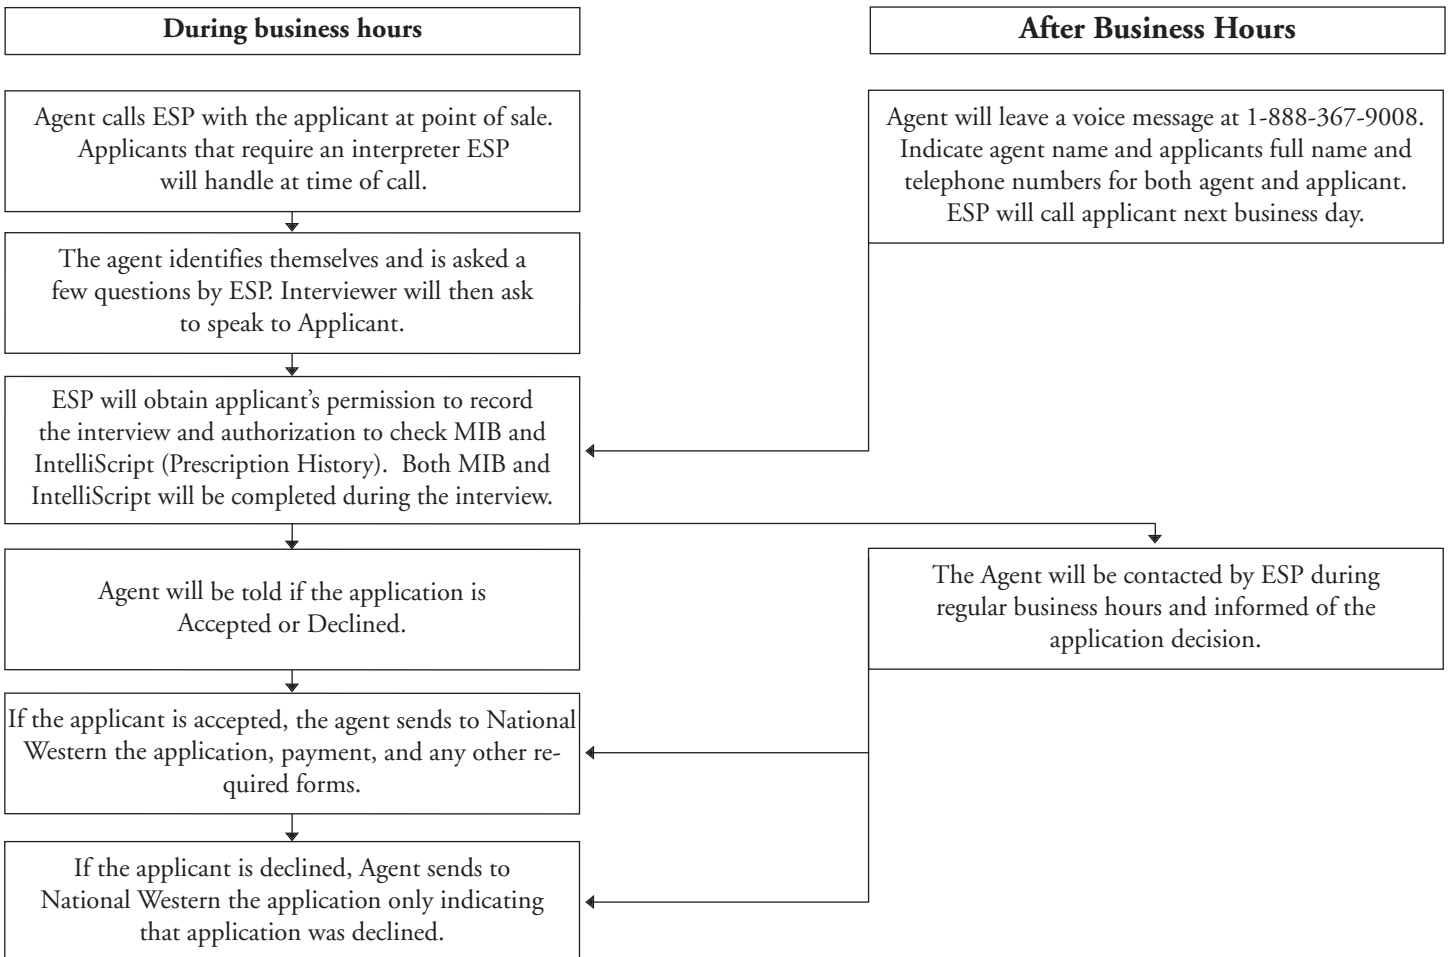 During business hours
Agent calls ESP with the applicant at point of sale.
Applicants that require an interpreter ESP
will handle at time of call.
The agent identifies themselves and is asked a
few questions by ESP. Interviewer will then ask
to speak to Applicant.
ESP will obtain applicant’s permission to record
the interview and authorization to check MIB and
IntelliScript (Prescription History).  Both MIB and
IntelliScript will be completed during the interview.
Agent will be told if the application is
Accepted or Declined.
If the applicant is accepted, the agent sends to National
Western the application, payment, and any other re-
quired forms.
If the applicant is declined, Agent sends to
National Western the application only indicating
that application was declined.
After Business Hours
Agent will leave a voice message at 1-888-367-9008.
Indicate agent name and applicants full name and
telephone numbers for both agent and applicant.
ESP will call applicant next business day.
The Agent will be contacted by ESP during
regular business hours and informed of the
application decision.